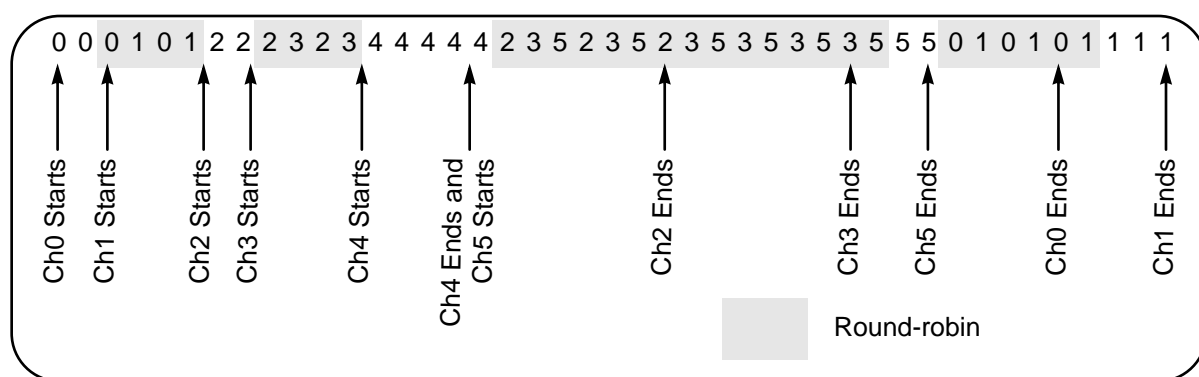 0 0 0 1 0 1 2 2 2 3 2 3 4 4 4 4 4 2 3 5 2 3 5 2 3 5 3 5 3 5 3 5 5 5 0 1 0 1 0 1 1 1 1
Ch0 Starts
Ch1 Starts
Ch2 Starts
Ch3 Starts
Ch4 Starts
Ch4 Ends and
Ch5 Starts
Ch2 Ends
Ch3 Ends
Ch5 Ends
Ch0 Ends
Ch1 Ends
Round-robin